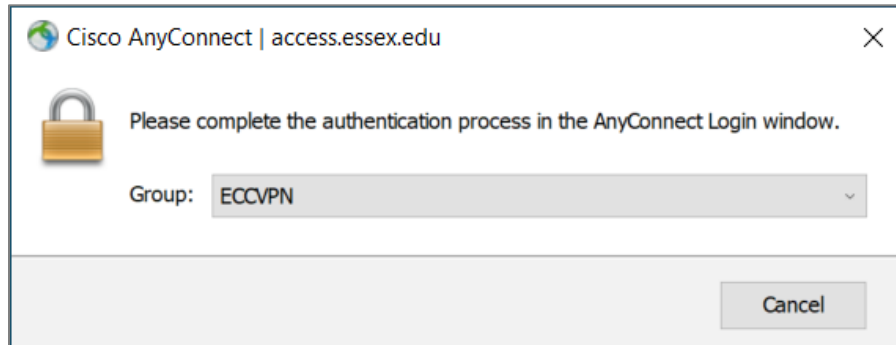 Cisco AnyConnect | access.essex.edu
Please complete the authentication process in the AnyConnect Login window.
Group: ECCVPN
Cancel